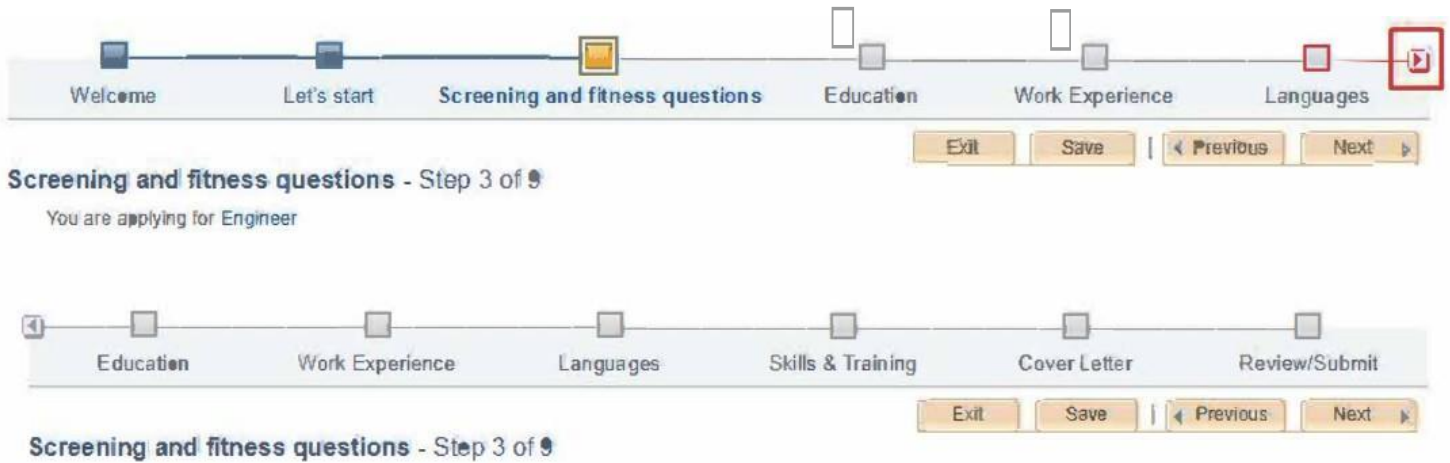 Welcome Let's start Screening and fitness questions Education Work Experience Languages
Exit Save | Previous Next
Screening and fitness questions - Step 3 of 9
You are applying for Engineer
Education Work Experience Languages Skills & Training Cover Letter Review/Submit
Exit Save | Previous Next
Screening and fitness questions - Step 3 of 9